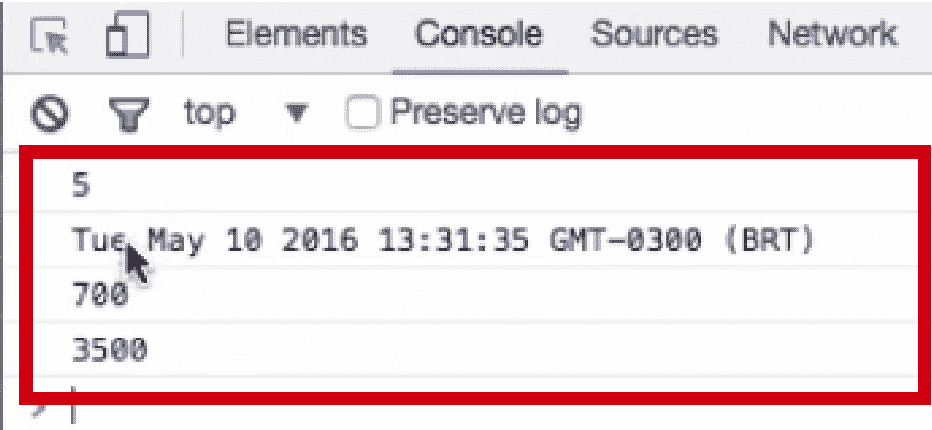 Elements Console Sources Network
top ▼ Preserve log
5
Tue May 10 2016 13:31:35 GMT-0300 (BRT)
700
3500
>